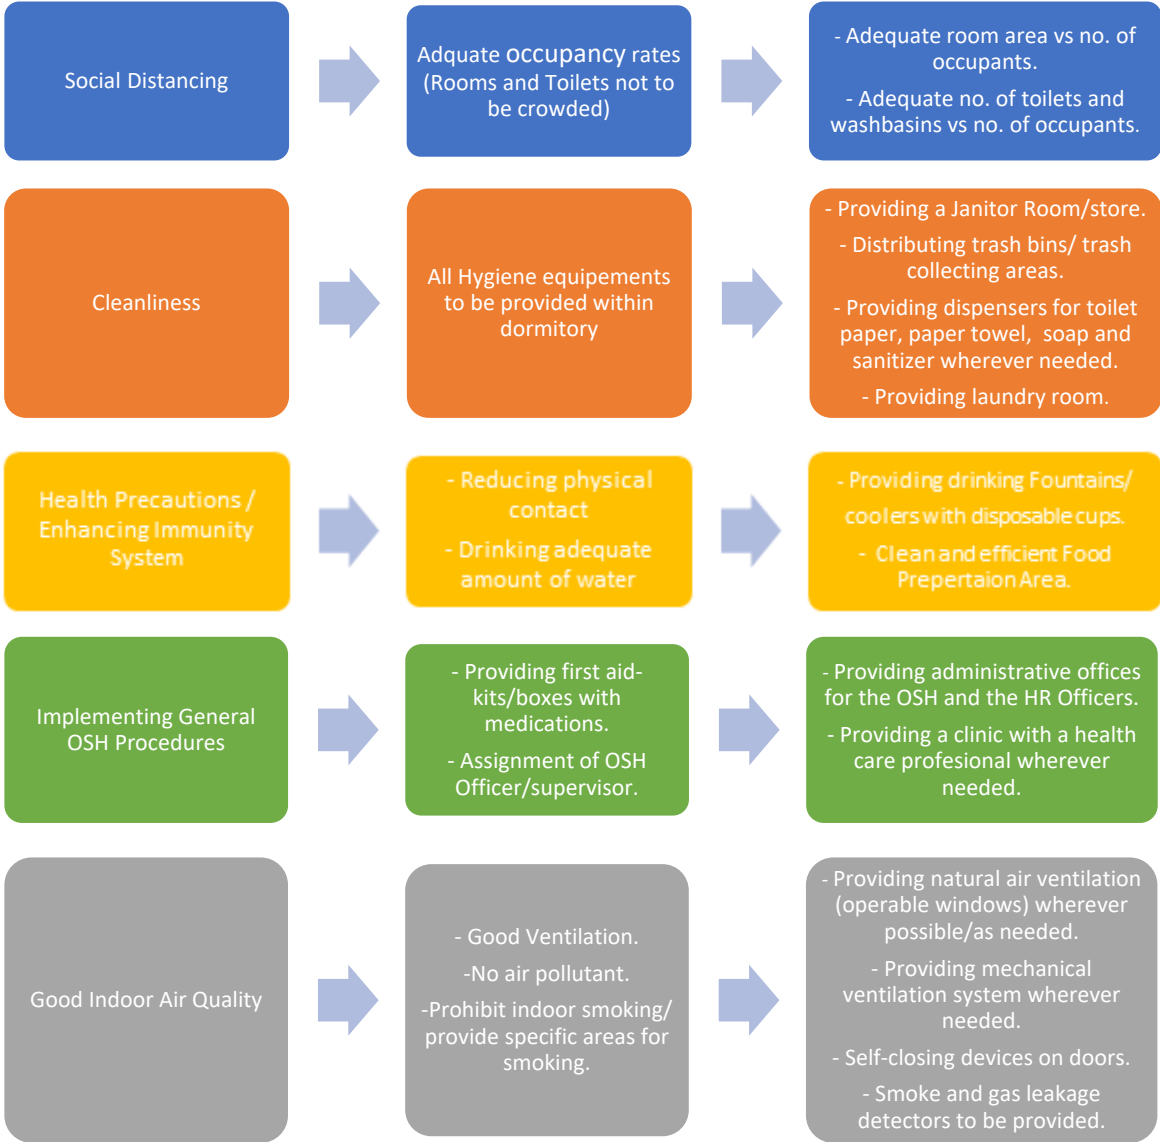 Social Distancing
Adquate occupancy rates
(Rooms and Toilets not to
be crowded)
- Adequate room area vs no. of
occupants.
- Adequate no. of toilets and
washbasins vs no. of occupants.
Cleanliness
All Hygiene equipements
to be provided within
dormitory
- Providing a Janitor Room/store.
- Distributing trash bins/ trash
collecting areas.
- Providing dispensers for toilet
paper, paper towel, soap and
sanitizer wherever needed.
- Providing laundry room.
Health Precautions /
Enhancing Immunity
System
- Reducing physical
contact
- Drinking adequate
amount of water
- Providing drinking Fountains/
coolers with disposable cups.
- Clean and efficient Food
Prepertaion Area.
Implementing General
OSH Procedures
- Providing first aid-
kits/boxes with
medications.
- Assignment of OSH
Officer/supervisor.
- Providing administrative offices
for the OSH and the HR Officers.
- Providing a clinic with a health
care profesional wherever
needed.
Good Indoor Air Quality
- Good Ventilation.
-No air pollutant.
-Prohibit indoor smoking/
provide specific areas for
smoking.
- Providing natural air ventilation
(operable windows) wherever
possible/as needed.
- Providing mechanical
ventilation system wherever
needed.
- Self-closing devices on doors.
- Smoke and gas leakage
detectors to be provided.